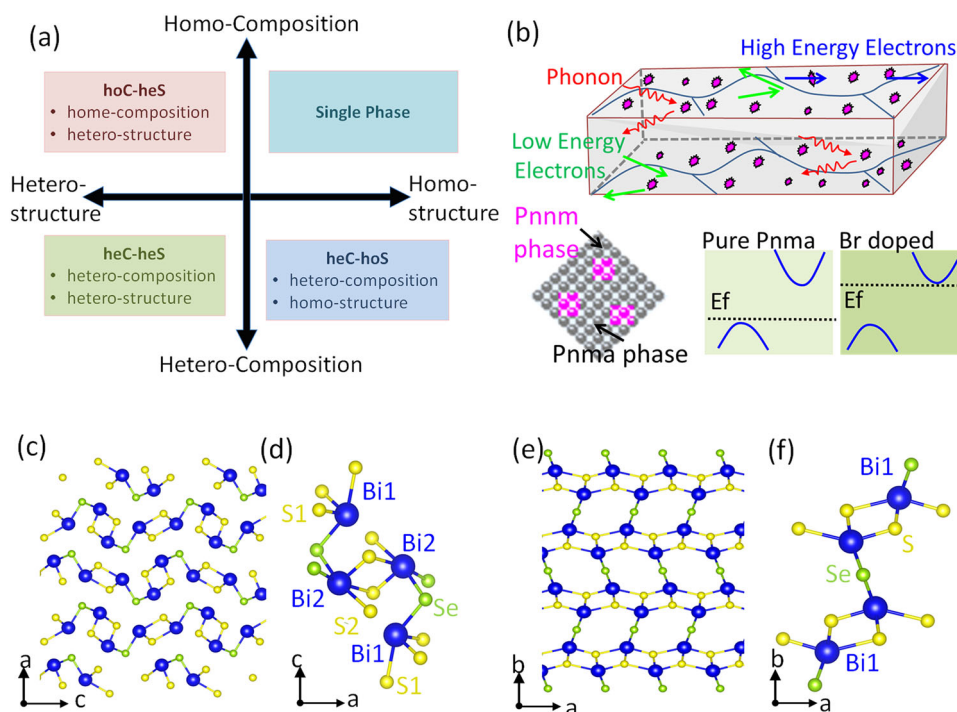 (a)
Homo-Composition
hoC-heS
• home-composition
• hetero-structure
Single Phase
Hetero-
structure
Homo-
structure
heC-heS
• hetero-composition
• hetero-structure
heC-hoS
• hetero-composition
• homo-structure
Hetero-Composition
(b)
High Energy Electrons
Phonon
Low Energy
Electrons
Pnnm
phase
Pnma phase
Pure Pnma
Ef
Br doped
Ef
(c)
a
c
(d)
Bi1
S1
Bi2
Bi2
Se
S2
Bi1
S1
c
a
(e)
b
a
(f)
Bi1
S
Se
Bi1
b
a